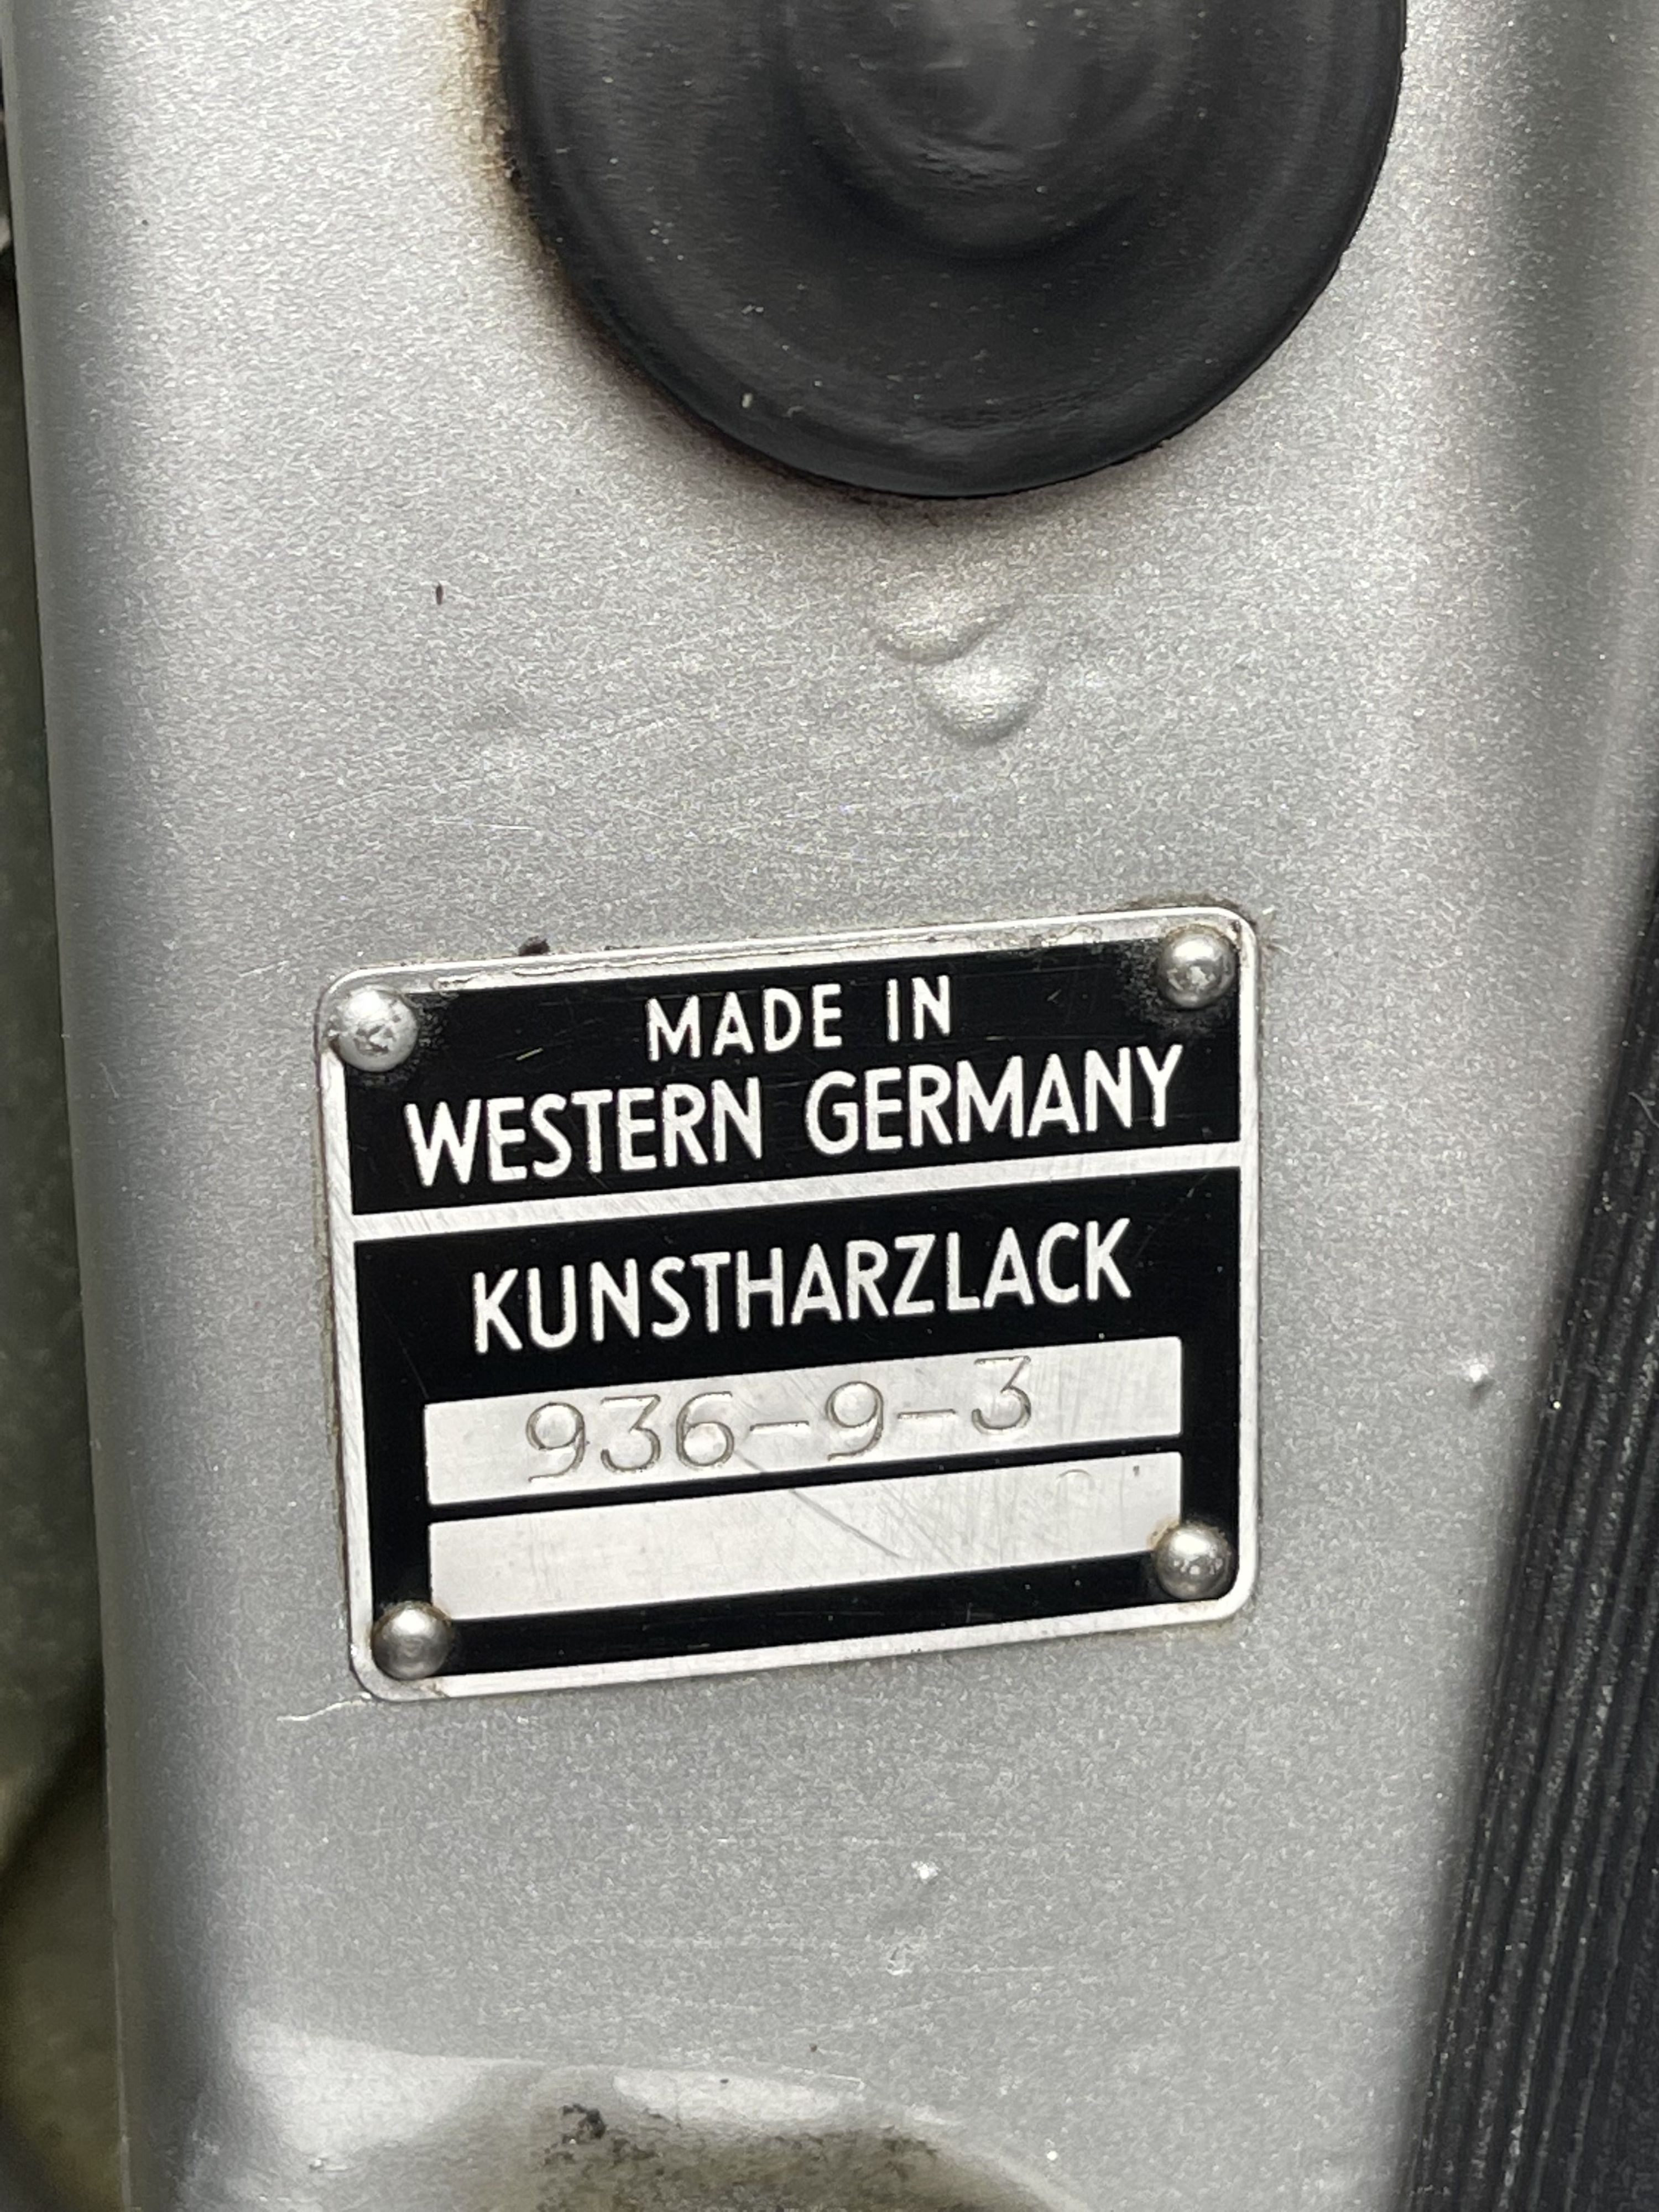 MADE IN
WESTERN GERMANY
KUNSTHARZLACK
936-9-3